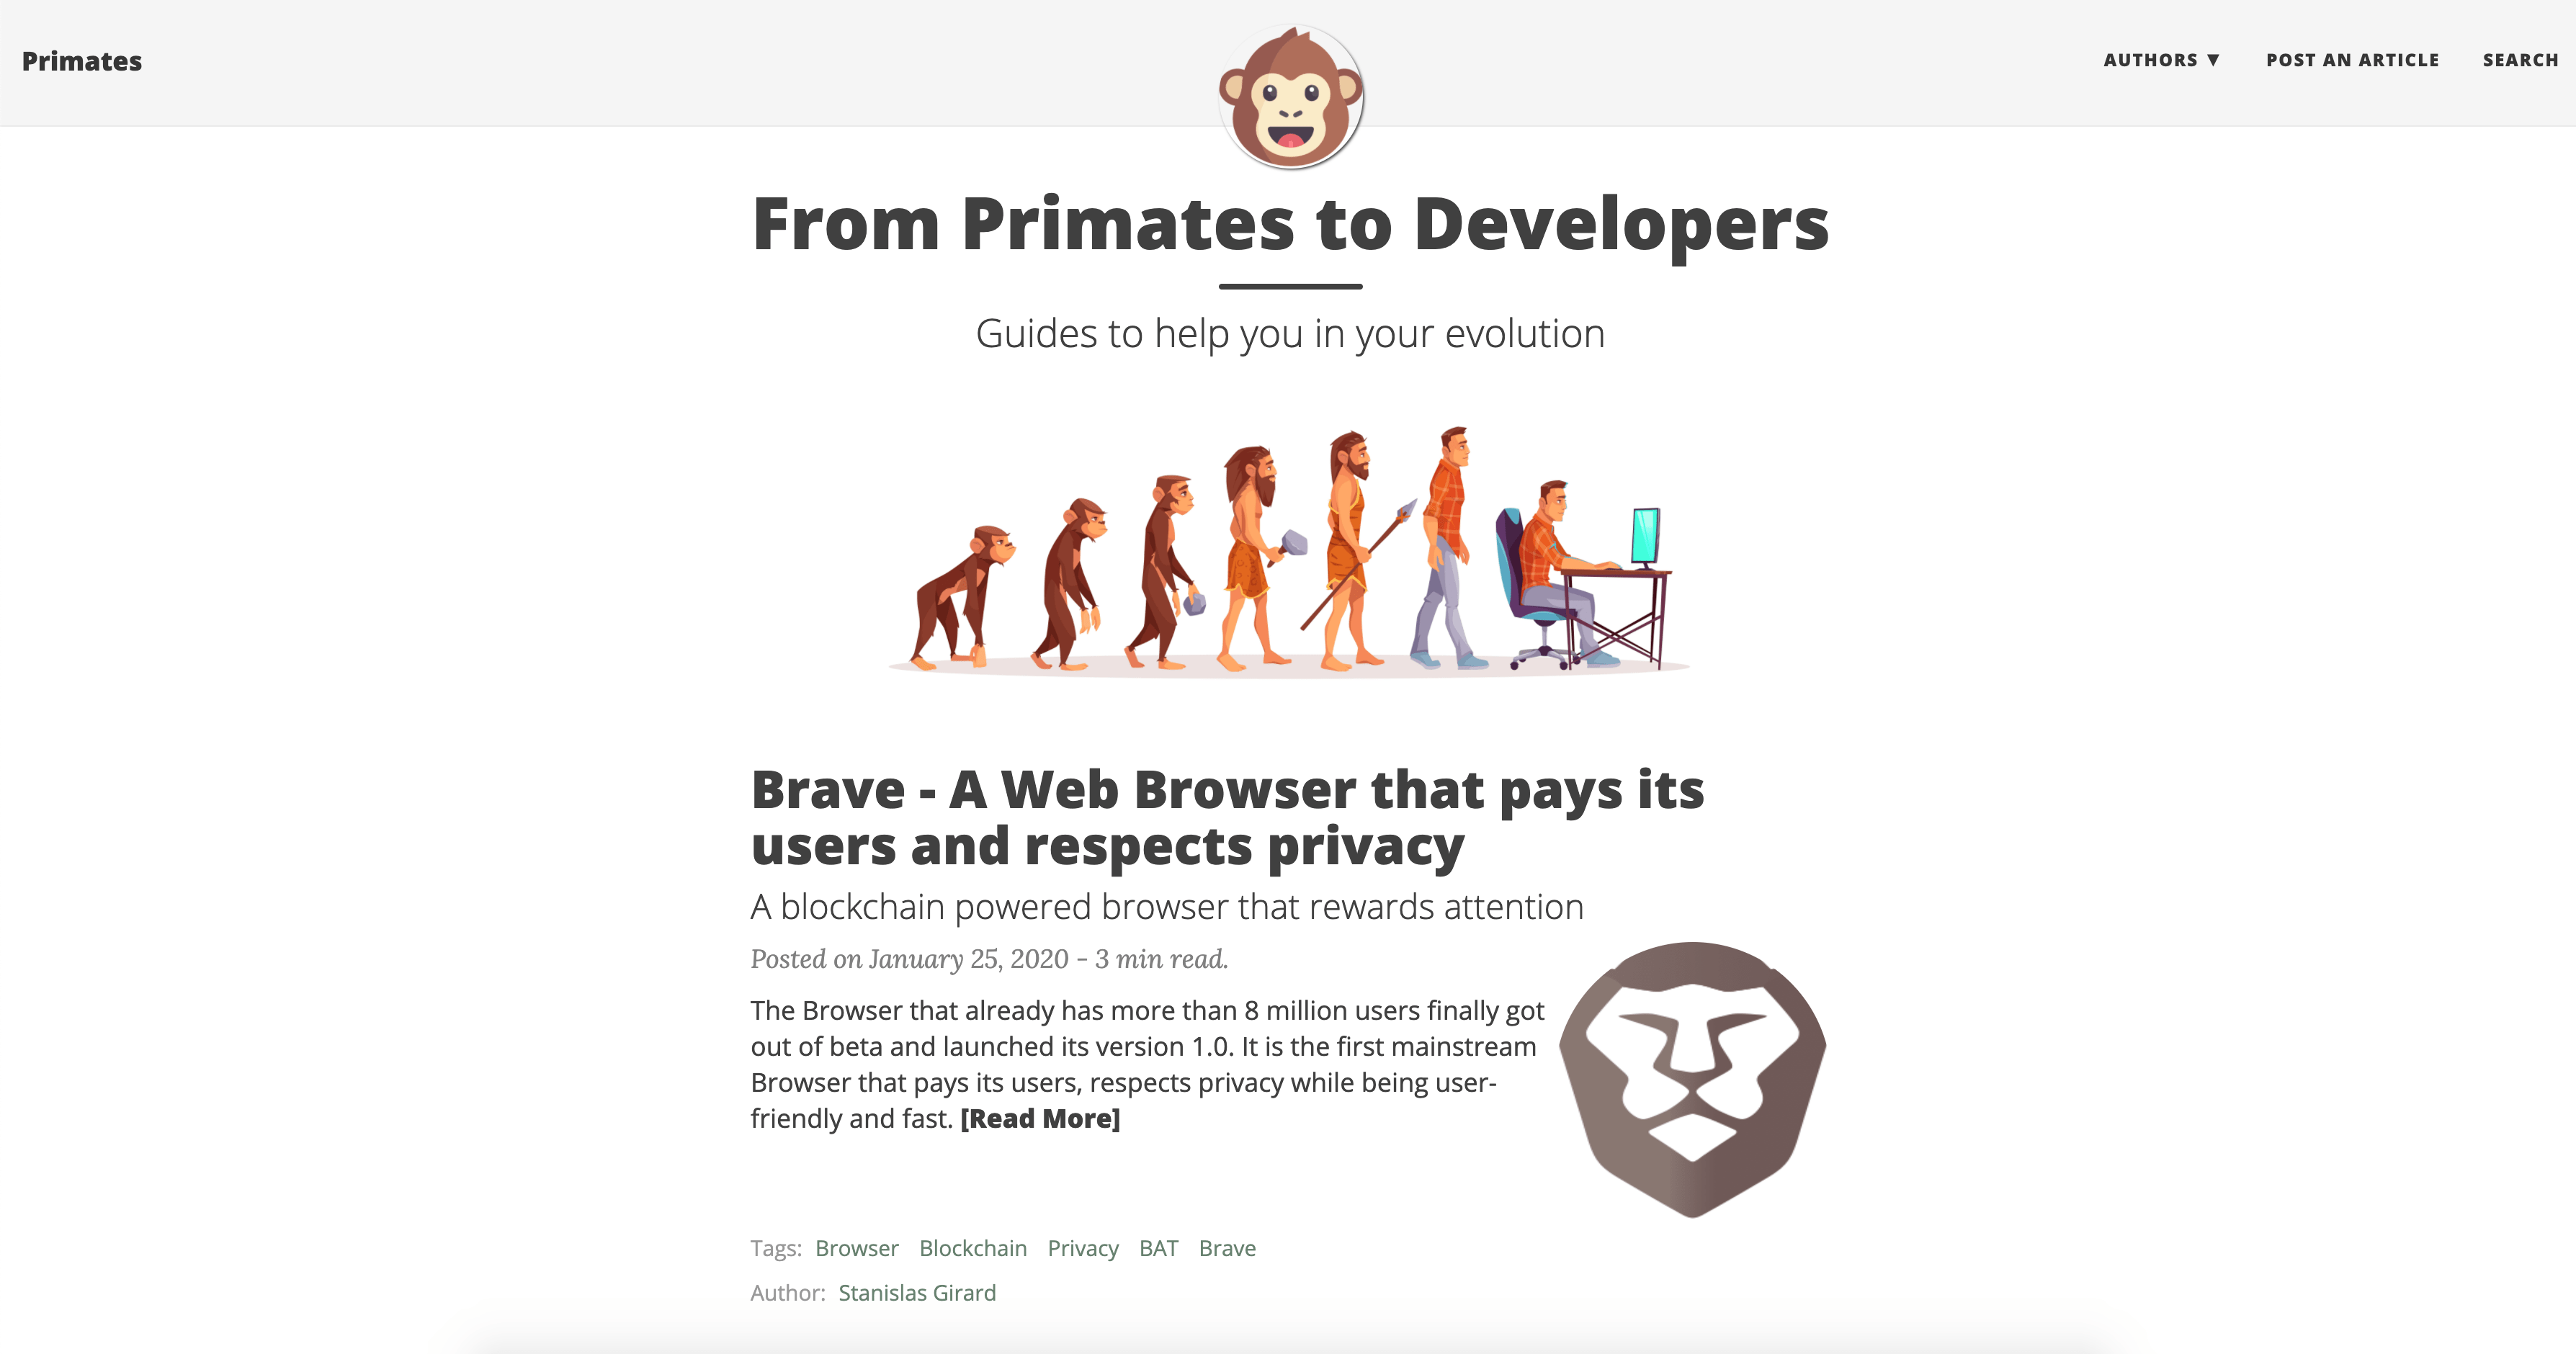 Primates
AUTHORS ▼
POST AN ARTICLE
SEARCH
From Primates to Developers
Guides to help you in your evolution
Brave - A Web Browser that pays its
users and respects privacy
A blockchain powered browser that rewards attention
Posted on January 25, 2020 - 3 min read.
The Browser that already has more than 8 million users finally got
out of beta and launched its version 1.0. It is the first mainstream
Browser that pays its users, respects privacy while being user-
friendly and fast. [Read More]
Tags: Browser Blockchain Privacy BAT Brave
Author: Stanislas Girard